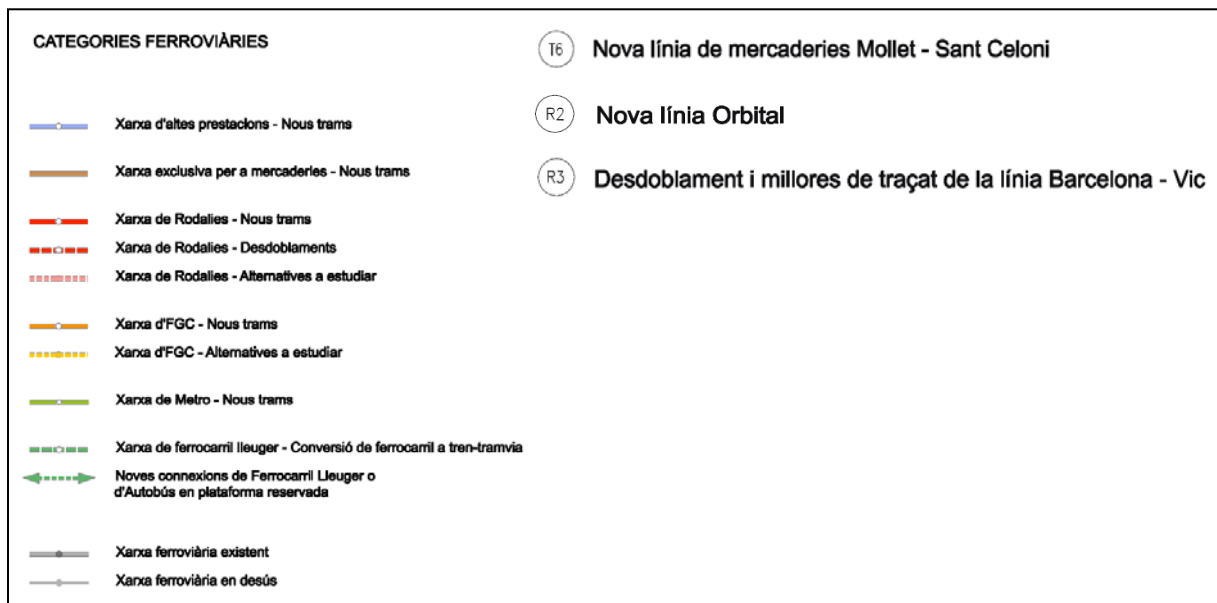 CATEGORIES FERROVIÀRIES
Xarxa d'altes prestacions - Nous trams
Xarxa exclusiva per a mercaderies - Nous trams
Xarxa de Rodalies - Nous trams
Xarxa de Rodalies - Desdoblaments
Xarxa de Rodalies - Alternatives a estudiar
Xarxa d'FGC - Nous trams
Xarxa d'FGC - Alternatives a estudiar
Xarxa de Metro - Nous trams
Xarxa de ferrocarril lleuger - Conversió de ferrocarril a tren-tramvia
Noves connexions de Ferrocarril Lleuger o
d'Autobús en plataforma reservada
Xarxa ferroviària existent
Xarxa ferroviària en desús
T6 Nova línia de mercaderies Mollet - Sant Celoni
R2 Nova línia Orbital
R3 Desdoblament i millores de traçat de la línia Barcelona - Vic